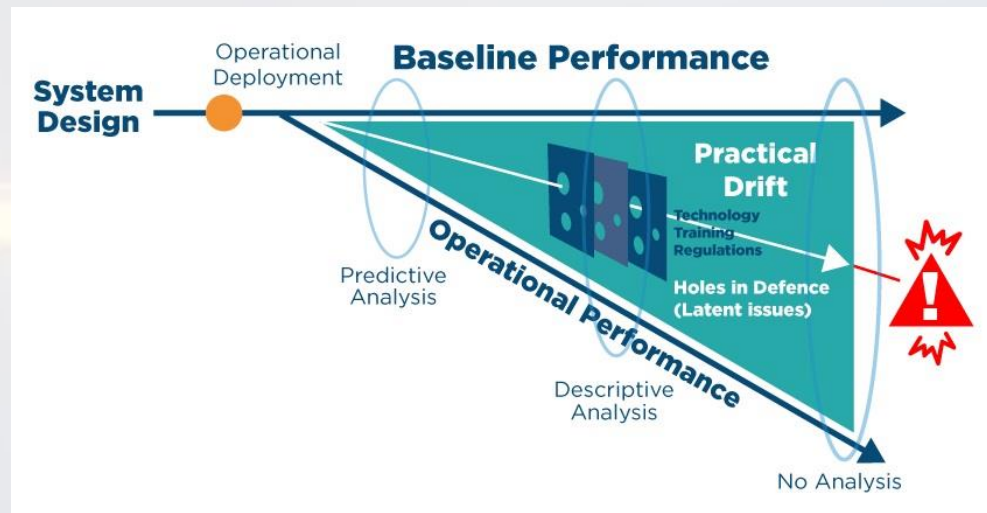 Operational
Deployment
Baseline Performance
System
Design
Practical
Drift
Technology
Training
Regulations
Holes in Defence
(Latent issues)
Operational Performance
Predictive
Analysis
Descriptive
Analysis
No Analysis
!